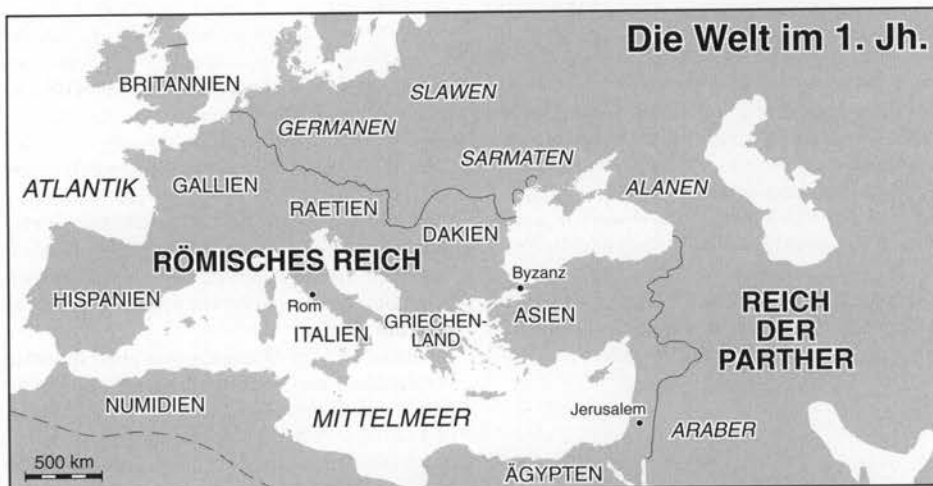 Die Welt im 1. Jh.
BRITANNIEN
SLAWEN
GERMANEN
SARMATEN
ATLANTIK
GALLIEN
ALANEN
RAETIEN
DAKIEN
RÖMISCHES REICH
Byzanz
HISPANIEN
Rom
ASIEN
REICH
DER
PARTHER
ITALIEN
GRIECHEN-
LAND
NUMIDIEN
MITTELMEER
Jerusalem
ARABER
500 km
ÄGYPTEN